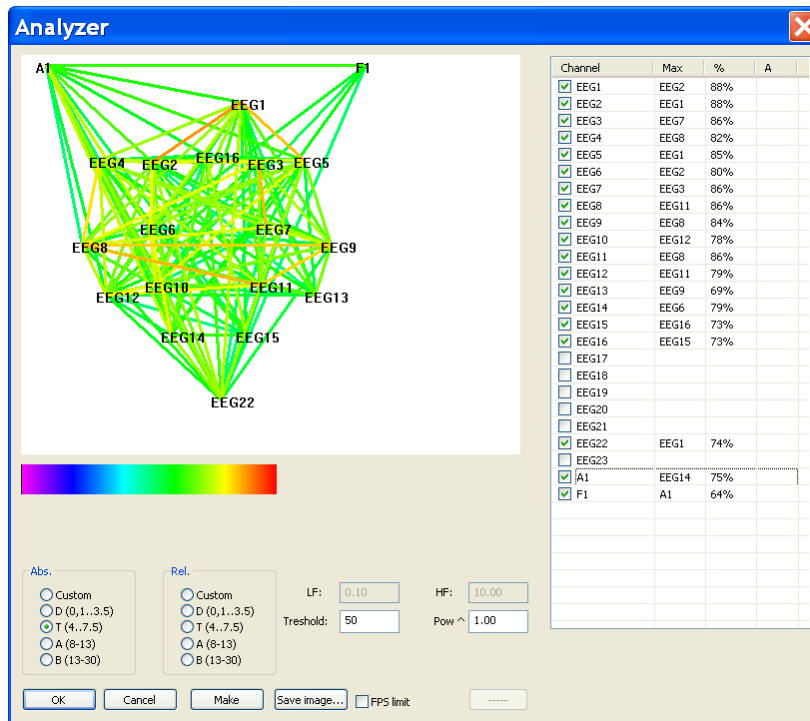 Analyzer
A1 F1
EEG1
EEG4 EEG2 EEG16 EEG3 EEG5
EEG6 EEG7
EEG8 EEG9
EEG10 EEG11
EEG12 EEG13
EEG14 EEG15
EEG22
Channel Max % A
EEG1 EEG2 88%
EEG2 EEG1 88%
EEG3 EEG7 86%
EEG4 EEG8 82%
EEG5 EEG1 85%
EEG6 EEG2 80%
EEG7 EEG3 86%
EEG8 EEG11 86%
EEG9 EEG8 84%
EEG10 EEG12 78%
EEG11 EEG8 86%
EEG12 EEG11 79%
EEG13 EEG9 69%
EEG14 EEG6 79%
EEG15 EEG16 73%
EEG16 EEG15 73%
EEG17
EEG18
EEG19
EEG20
EEG21
EEG22 EEG1 74%
EEG23
A1 EEG14 75%
F1 A1 64%
Abs.
Custom
D (0,1..3.5)
T (4..7.5)
A (8-13)
B (13-30)
Rel.
Custom
D (0,1..3.5)
T (4..7.5)
A (8-13)
B (13-30)
LF: 0.10 HF: 10.00
Treshold: 50 Pow ^ 1.00
OK Cancel Make Save image... FPS limit -----